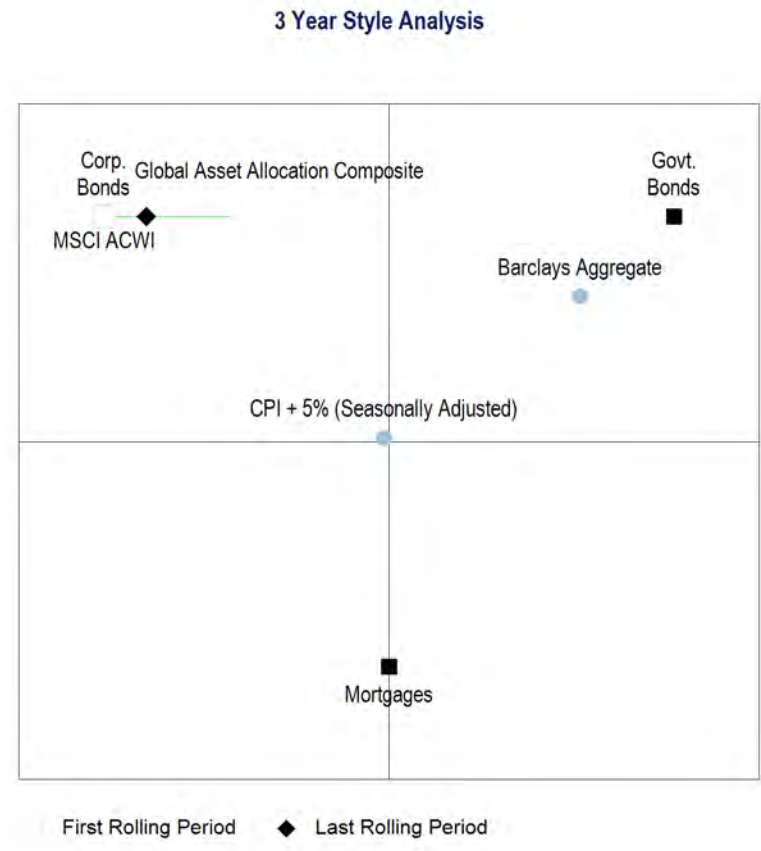 3 Year Style Analysis
Corp.
Bonds
Global Asset Allocation Composite
Govt.
Bonds
MSCI ACWI
Barclays Aggregate
CPI + 5% (Seasonally Adjusted)
Mortgages
First Rolling Period
Last Rolling Period